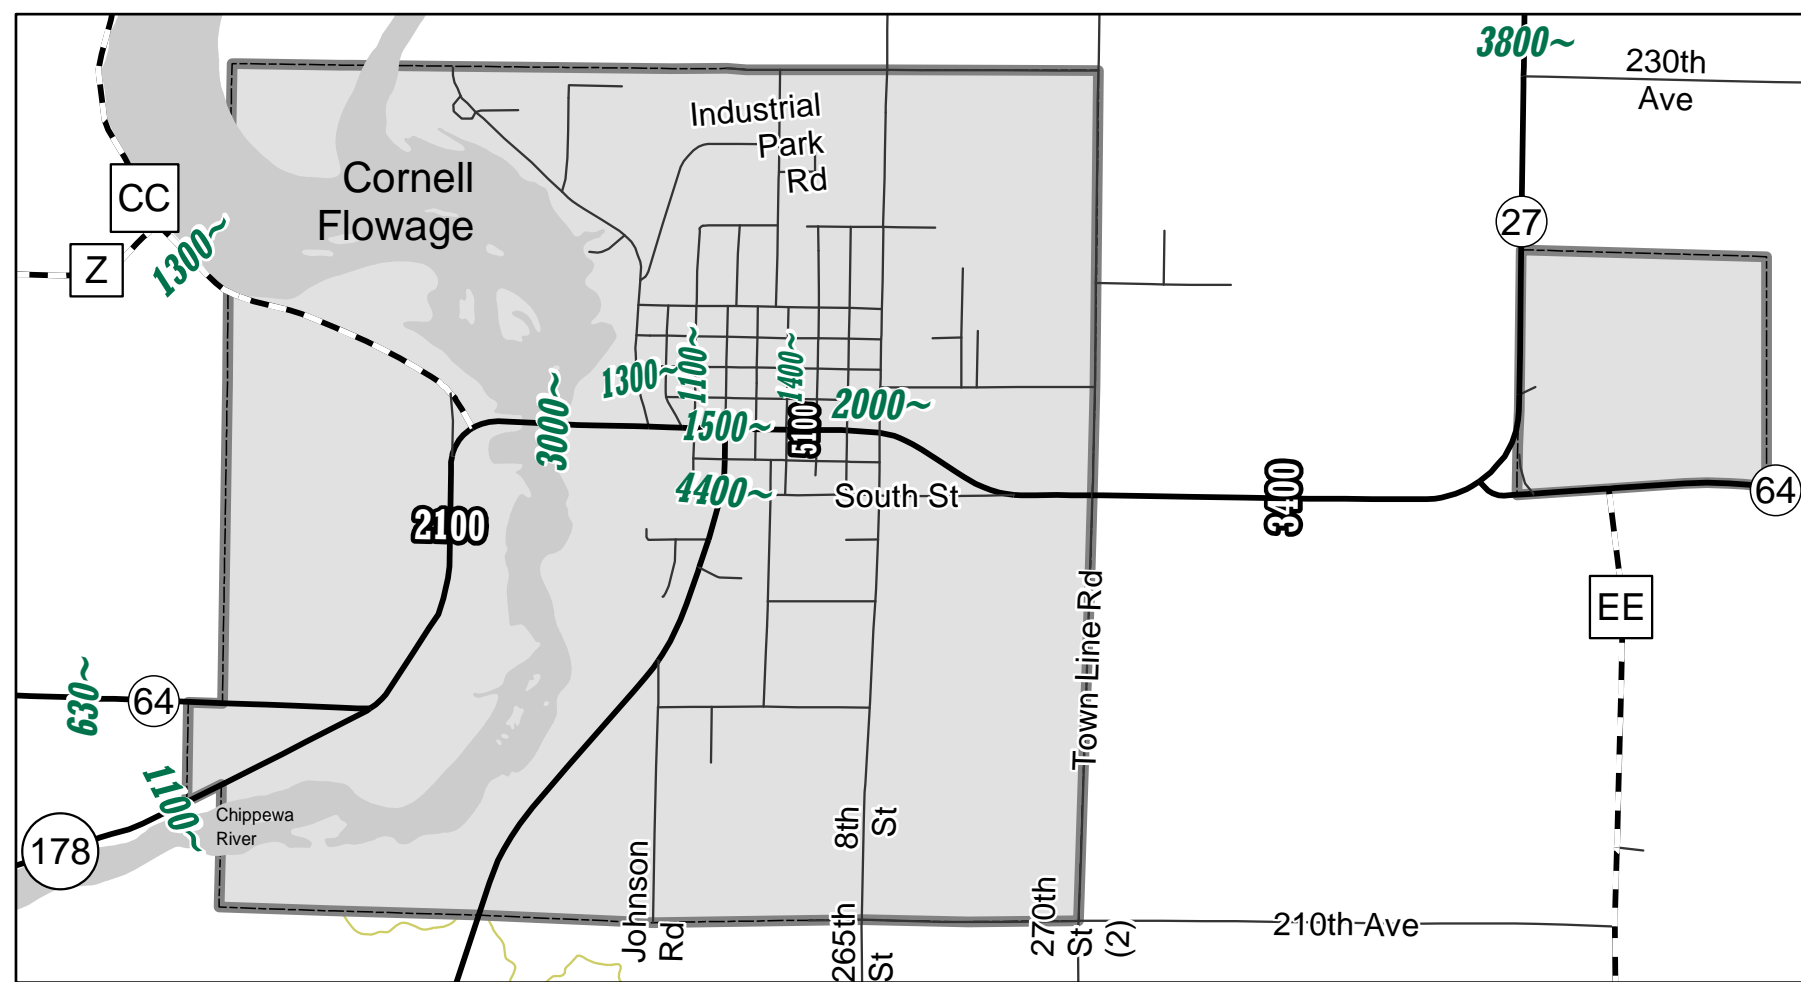 3800~
230th
Ave
Industrial
Park
Rd
Cornell
Flowage
CC
27
1300~
Z
1300~
1100~
1400~
2000~
3000~
1500~
5100
4400~
South St
3400
64
2100
EE
Town Line Rd
630~
64
1100~
Chippewa
River
178
8th
St
Johnson
Rd
265th
St
270th
St
(2)
210th Ave